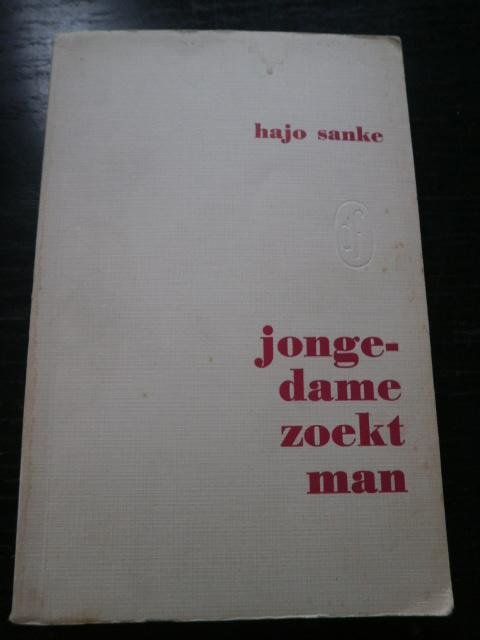 hajo sanke
jonge-
dame
zoekt
man